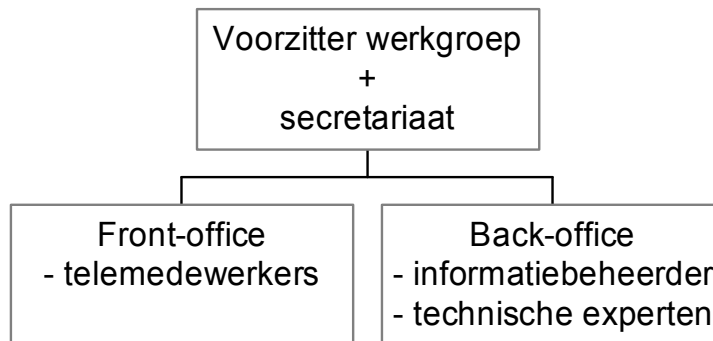 Voorzitter werkgroep
+
secretariaat
Front-office
- telemedewerkers
Back-office
- informatiebeheerder
- technische experten